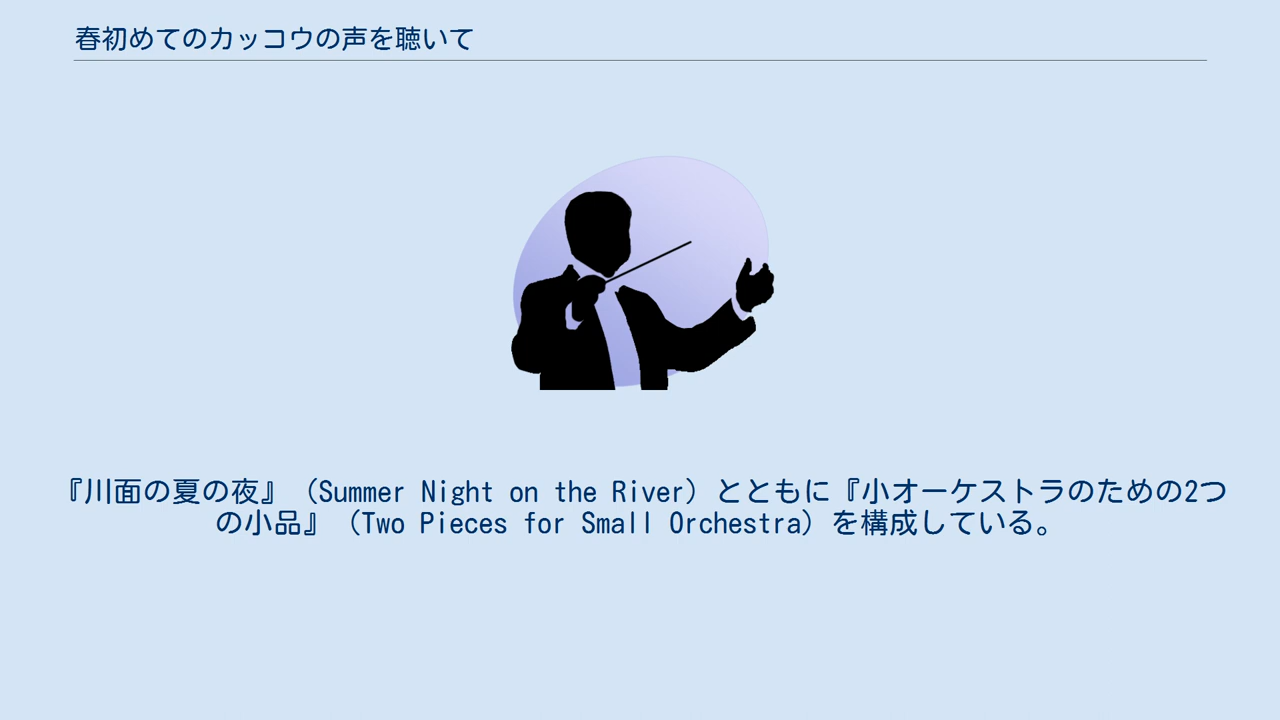 春初めてのカッコウの声を聴いて
『川面の夏の夜』（Summer Night on the River）とともに『小オーケストラのための2つ
の小品』（Two Pieces for Small Orchestra）を構成している。